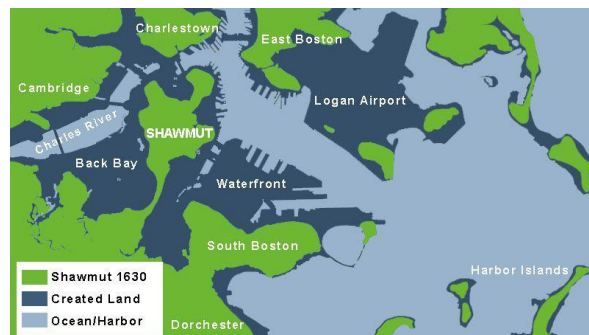 Charlestown
East Boston
Cambridge
Logan Airport
Charles River
SHAWMUT
Back Bay
Waterfront
South Boston
Harbor Islands
Shawmut 1630
Created Land
Ocean/Harbor
Dorchester